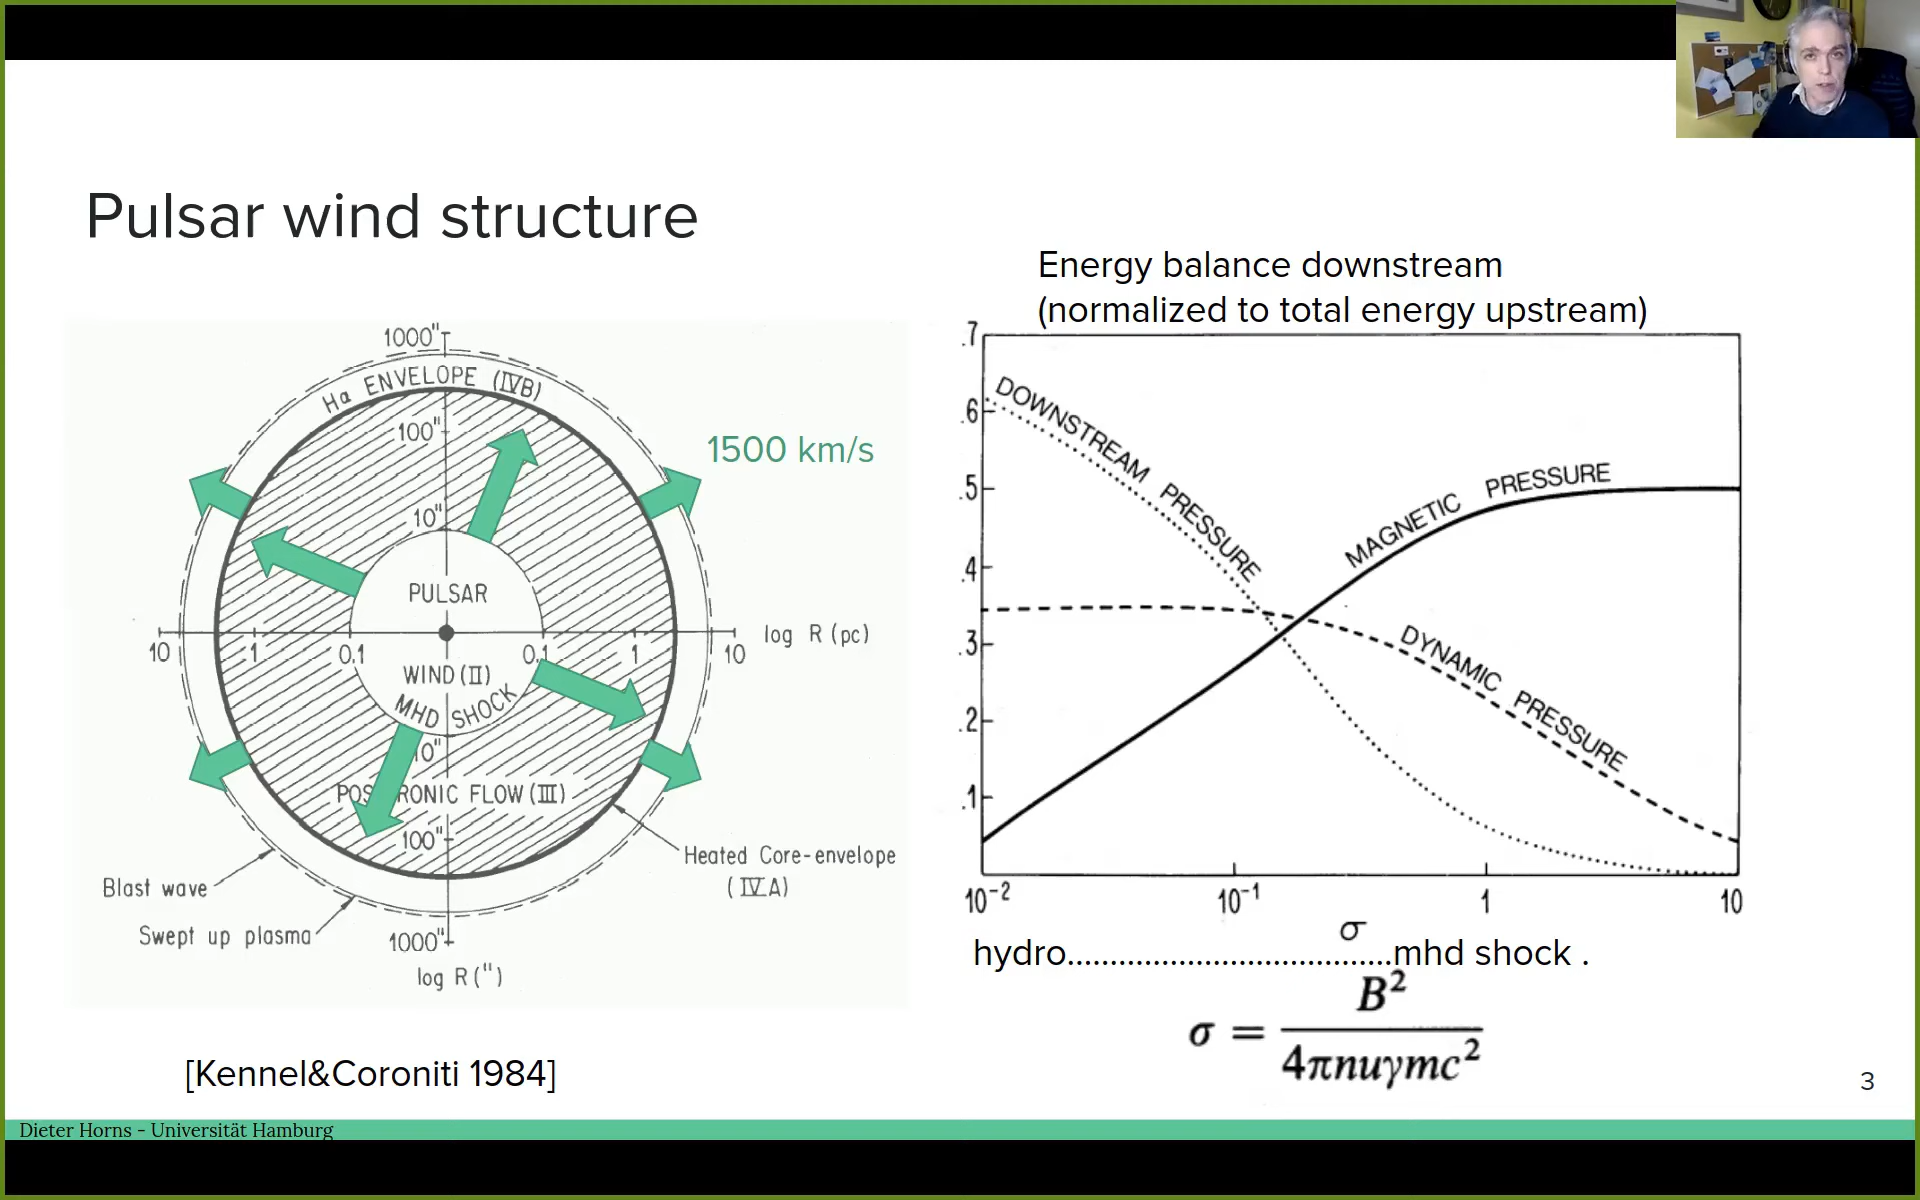 Pulsar wind structure
Energy balance downstream
(normalized to total energy upstream)
1000"
Hα ENVELOPE (IVB)
100"
1500 km/s
10"
PULSAR
10 1 0.1 0. 1 10 log R (pc)
WIND (II)
MHD SHOCK
0"
POS RONIC FLOW (III)
100"
Heated Core-envelope
(IVA)
Blast wave
Swept up plasma
1000"
log R (")
.7
.6
.5
.4
.3
.2
.1
DOWNSTREAM PRESSURE
MAGNETIC PRESSURE
DYNAMIC PRESSURE
10⁻² 10⁻¹ 1 10
σ
hydro......................................mhd shock .
σ = B² / 4πnuγmc²
[Kennel&Coroniti 1984]
3
Dieter Horns - Universität Hamburg